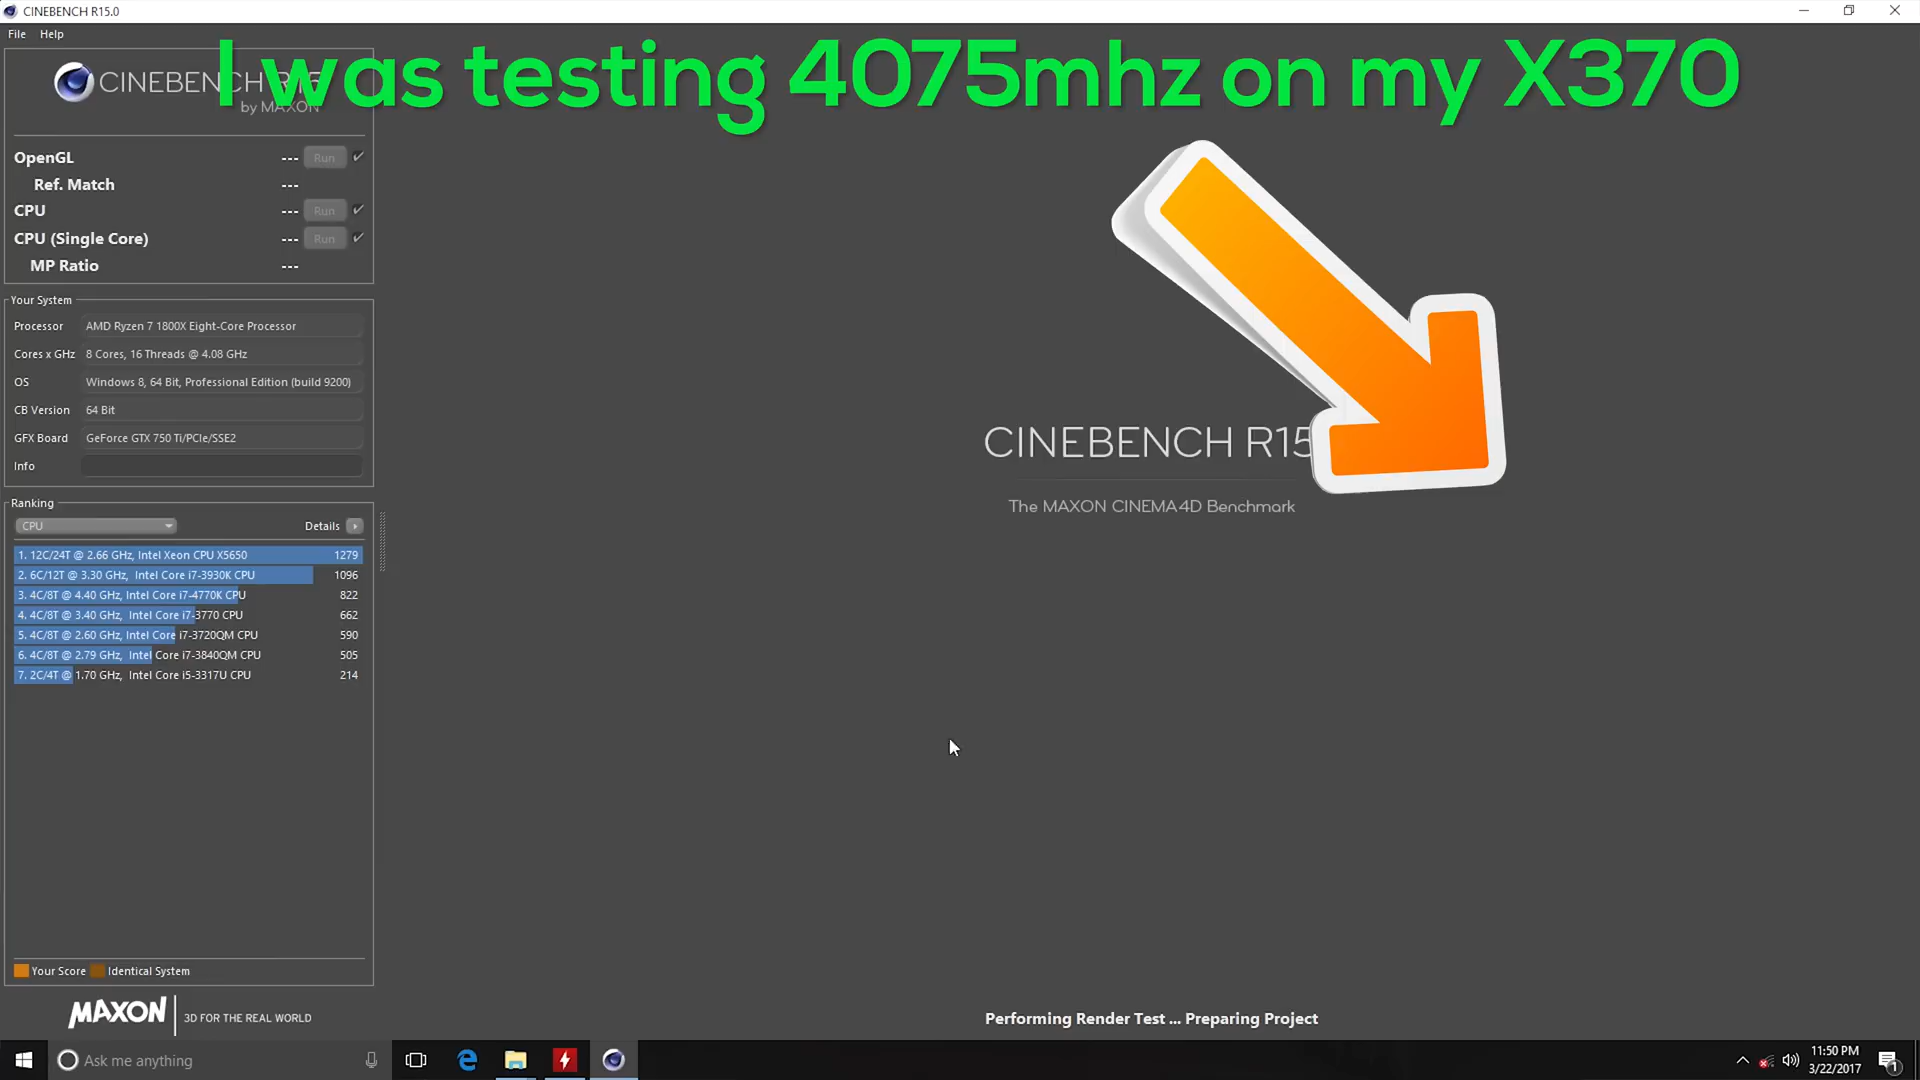 CINEBENCH R15.0
File Help
I was testing 4075mhz on my X370
CINEBENCH R15
by MAXON
OpenGL --- Run
Ref. Match ---
CPU --- Run
CPU (Single Core) --- Run
MP Ratio ---
Your System
Processor AMD Ryzen 7 1800X Eight-Core Processor
Cores x GHz 8 Cores, 16 Threads @ 4.08 GHz
OS Windows 8, 64 Bit, Professional Edition (build 9200)
CB Version 64 Bit
GFX Board GeForce GTX 750 Ti/PCIe/SSE2
Info
Ranking
CPU Details
1. 12C/24T @ 2.66 GHz, Intel Xeon CPU X5650 1279
2. 6C/12T @ 3.30 GHz, Intel Core i7-3930K CPU 1096
3. 4C/8T @ 4.40 GHz, Intel Core i7-4770K CPU 822
4. 4C/8T @ 3.40 GHz, Intel Core i7-3770 CPU 662
5. 4C/8T @ 2.60 GHz, Intel Core i7-3720QM CPU 590
6. 4C/8T @ 2.79 GHz, Intel Core i7-3840QM CPU 505
7. 2C/4T @ 1.70 GHz, Intel Core i5-3317U CPU 214
Your Score Identical System
MAXON 3D FOR THE REAL WORLD
CINEBENCH R15
The MAXON CINEMA4D Benchmark
Performing Render Test ... Preparing Project
Ask me anything
11:50 PM
3/22/2017
1